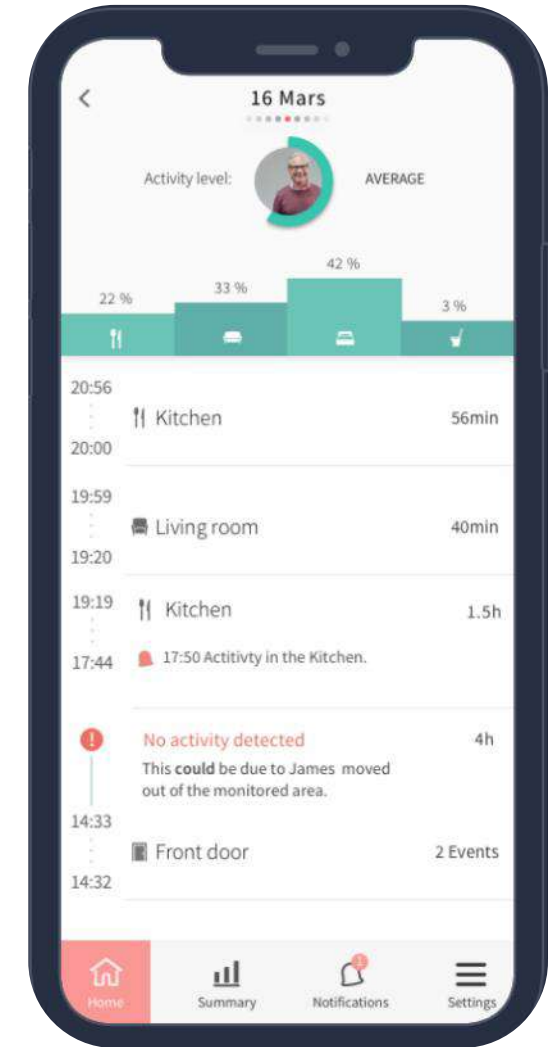 16 Mars
Activity level:
AVERAGE
22 %
33 %
42 %
3 %
20:56
Kitchen
56min
20:00
19:59
Living room
40min
19:20
19:19
Kitchen
1.5h
17:44
17:50 Actitivty in the Kitchen.
No activity detected
4h
This could be due to James moved
out of the monitored area.
14:33
Front door
2 Events
14:32
1
Home
Summary
Notifications
Settings